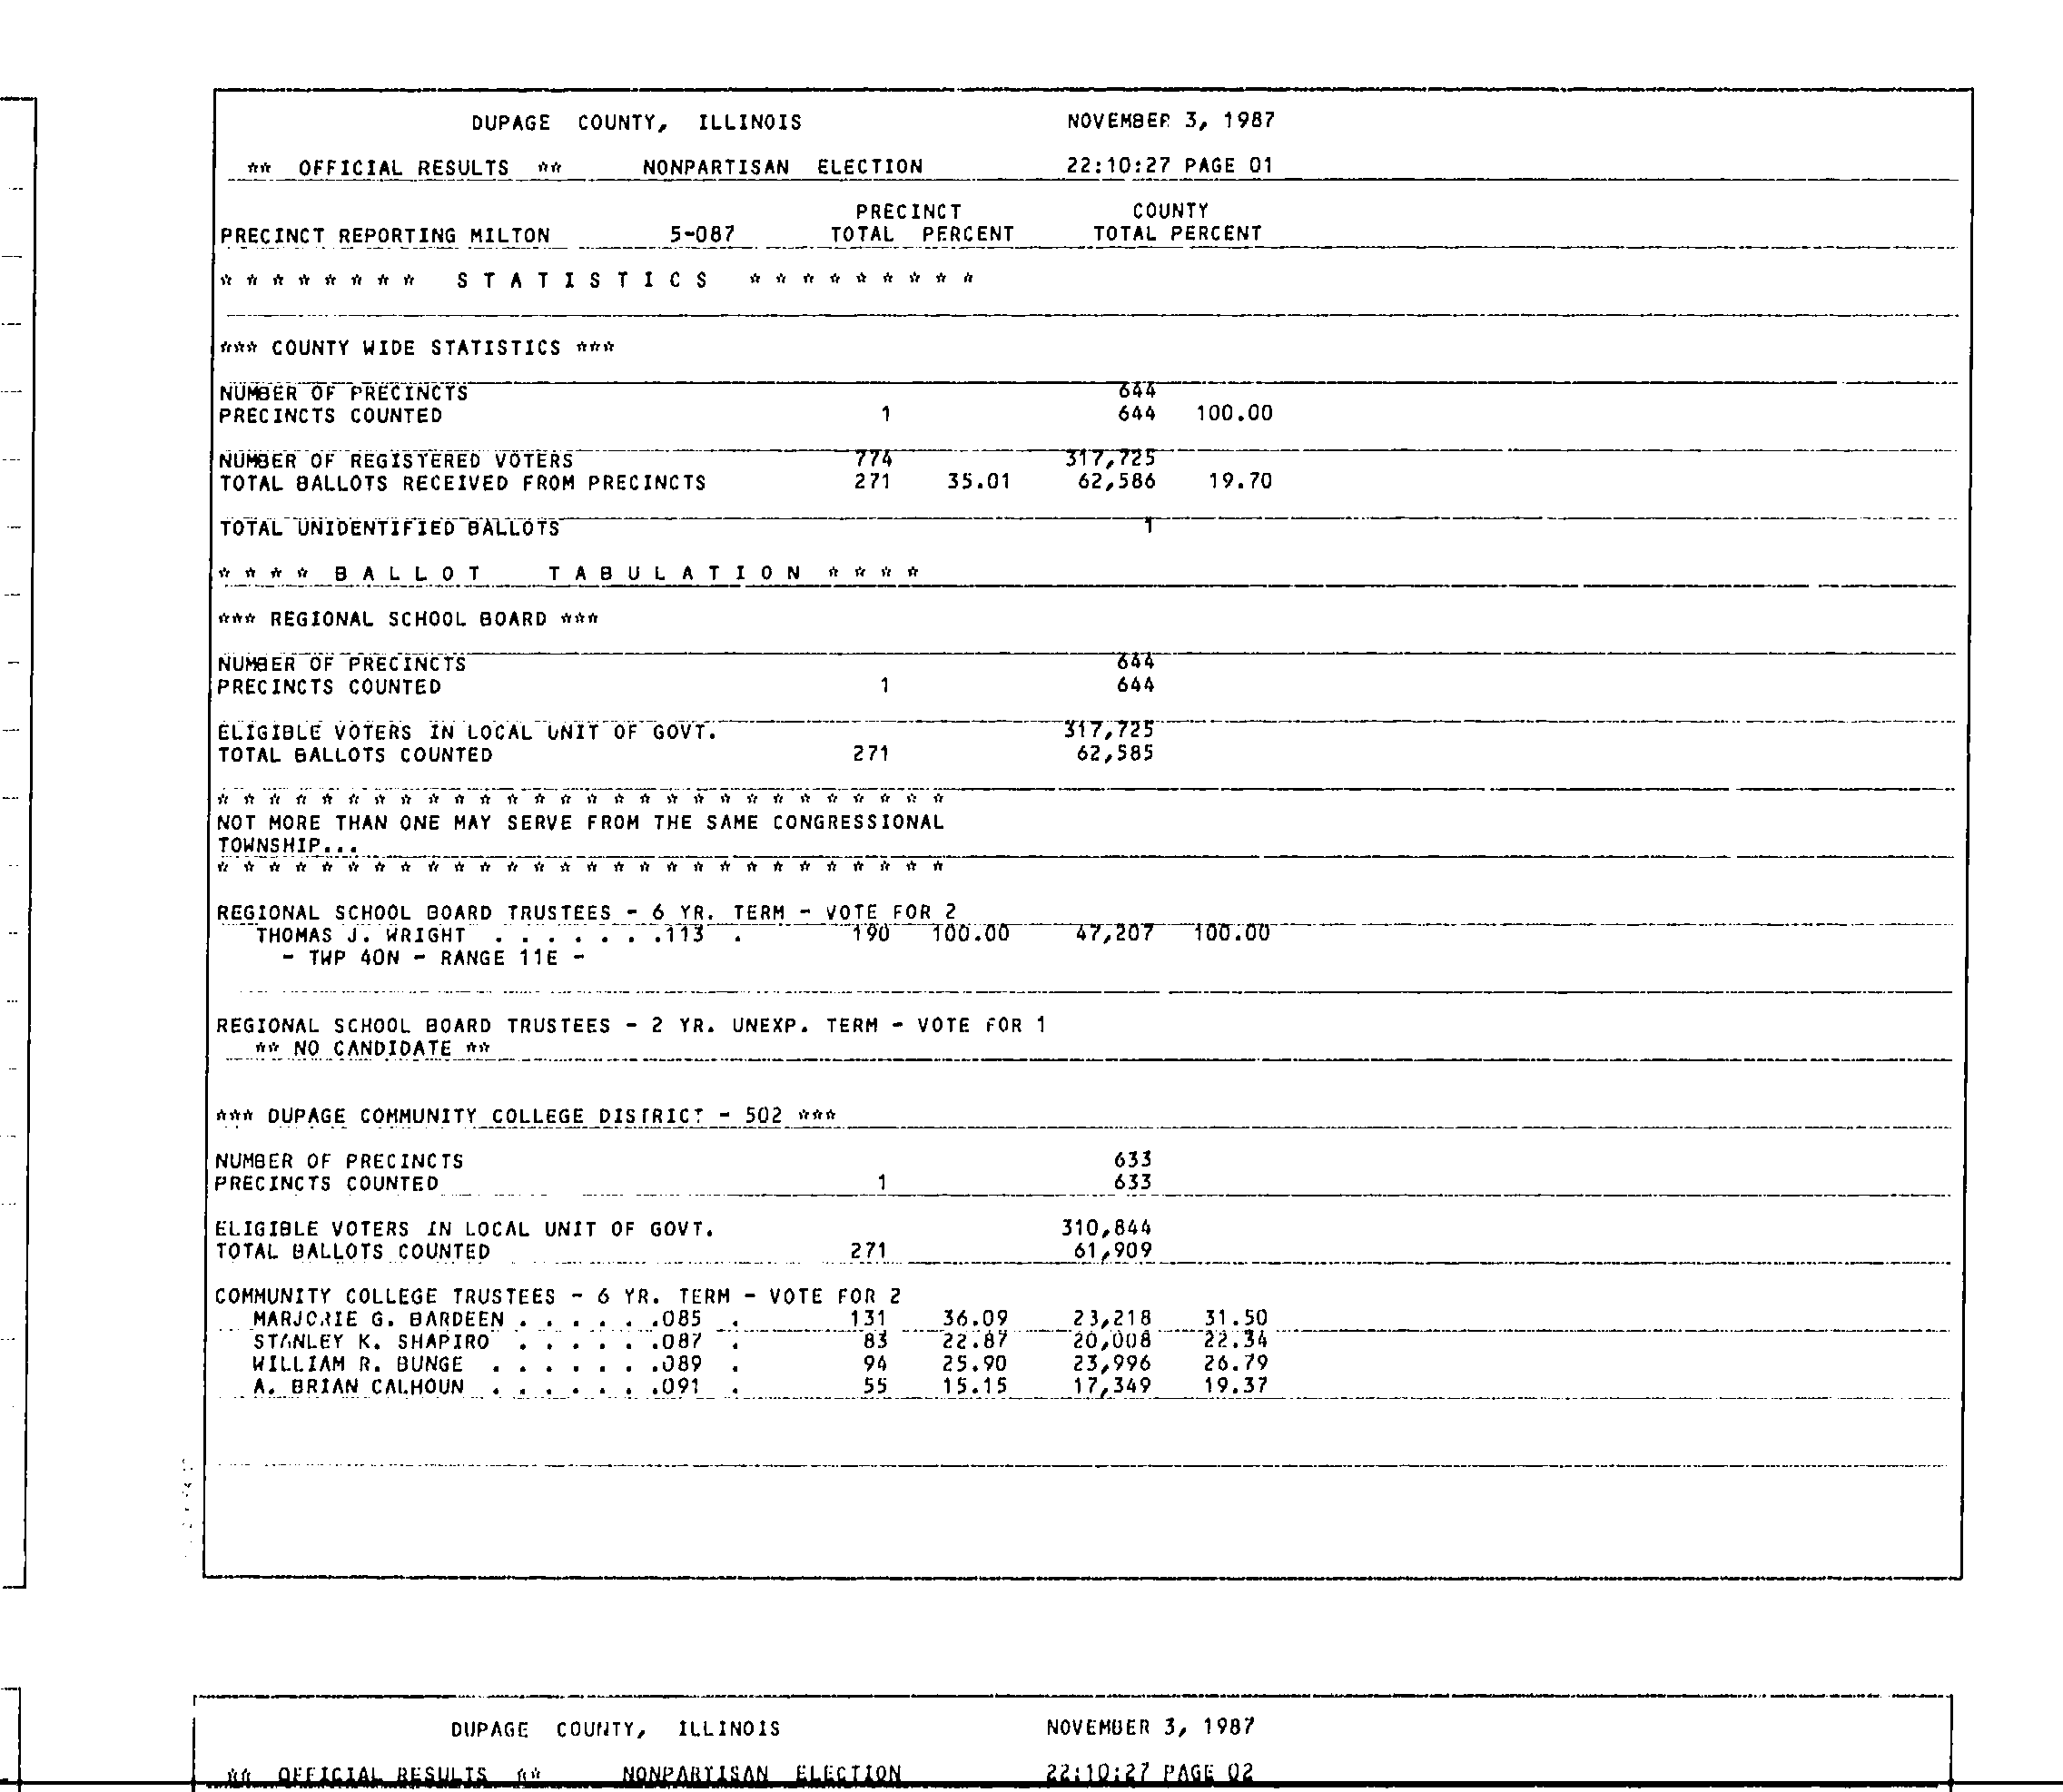 DUPAGE COUNTY, ILLINOIS NOVEMBER 3, 1987
** OFFICIAL RESULTS ** NONPARTISAN ELECTION 22:10:27 PAGE 01
PRECINCT COUNTY
PRECINCT REPORTING MILTON 5-087 TOTAL PERCENT TOTAL PERCENT
* * * * * * * * S T A T I S T I C S * * * * * * * * *
*** COUNTY WIDE STATISTICS ***
NUMBER OF PRECINCTS 644
PRECINCTS COUNTED 1 644 100.00
NUMBER OF REGISTERED VOTERS 774 317,725
TOTAL BALLOTS RECEIVED FROM PRECINCTS 271 35.01 62,586 19.70
TOTAL UNIDENTIFIED BALLOTS 1
* * * * B A L L O T T A B U L A T I O N * * * *
*** REGIONAL SCHOOL BOARD ***
NUMBER OF PRECINCTS 644
PRECINCTS COUNTED 1 644
ELIGIBLE VOTERS IN LOCAL UNIT OF GOVT. 317,725
TOTAL BALLOTS COUNTED 271 62,585
* * * * * * * * * * * * * * * * * * * * * * * * * * * *
NOT MORE THAN ONE MAY SERVE FROM THE SAME CONGRESSIONAL
TOWNSHIP...
* * * * * * * * * * * * * * * * * * * * * * * * * * * *
REGIONAL SCHOOL BOARD TRUSTEES - 6 YR. TERM - VOTE FOR 2
THOMAS J. WRIGHT . . . . . . .113 . 190 100.00 47,207 100.00
- TWP 40N - RANGE 11E -
REGIONAL SCHOOL BOARD TRUSTEES - 2 YR. UNEXP. TERM - VOTE FOR 1
** NO CANDIDATE **
*** DUPAGE COMMUNITY COLLEGE DISTRICT - 502 ***
NUMBER OF PRECINCTS 633
PRECINCTS COUNTED 1 633
ELIGIBLE VOTERS IN LOCAL UNIT OF GOVT. 310,844
TOTAL BALLOTS COUNTED 271 61,909
COMMUNITY COLLEGE TRUSTEES - 6 YR. TERM - VOTE FOR 2
MARJORIE G. BARDEEN . . . . . .085 . 131 36.09 23,218 31.50
STANLEY K. SHAPIRO . . . . . .087 . 83 22.87 20,008 22.34
WILLIAM R. BUNGE . . . . . . .089 . 94 25.90 23,996 26.79
A. BRIAN CALHOUN . . . . . . .091 . 55 15.15 17,349 19.37
DUPAGE COUNTY, ILLINOIS NOVEMBER 3, 1987
** OFFICIAL RESULTS ** NONPARTISAN ELECTION 22:10:27 PAGE 02